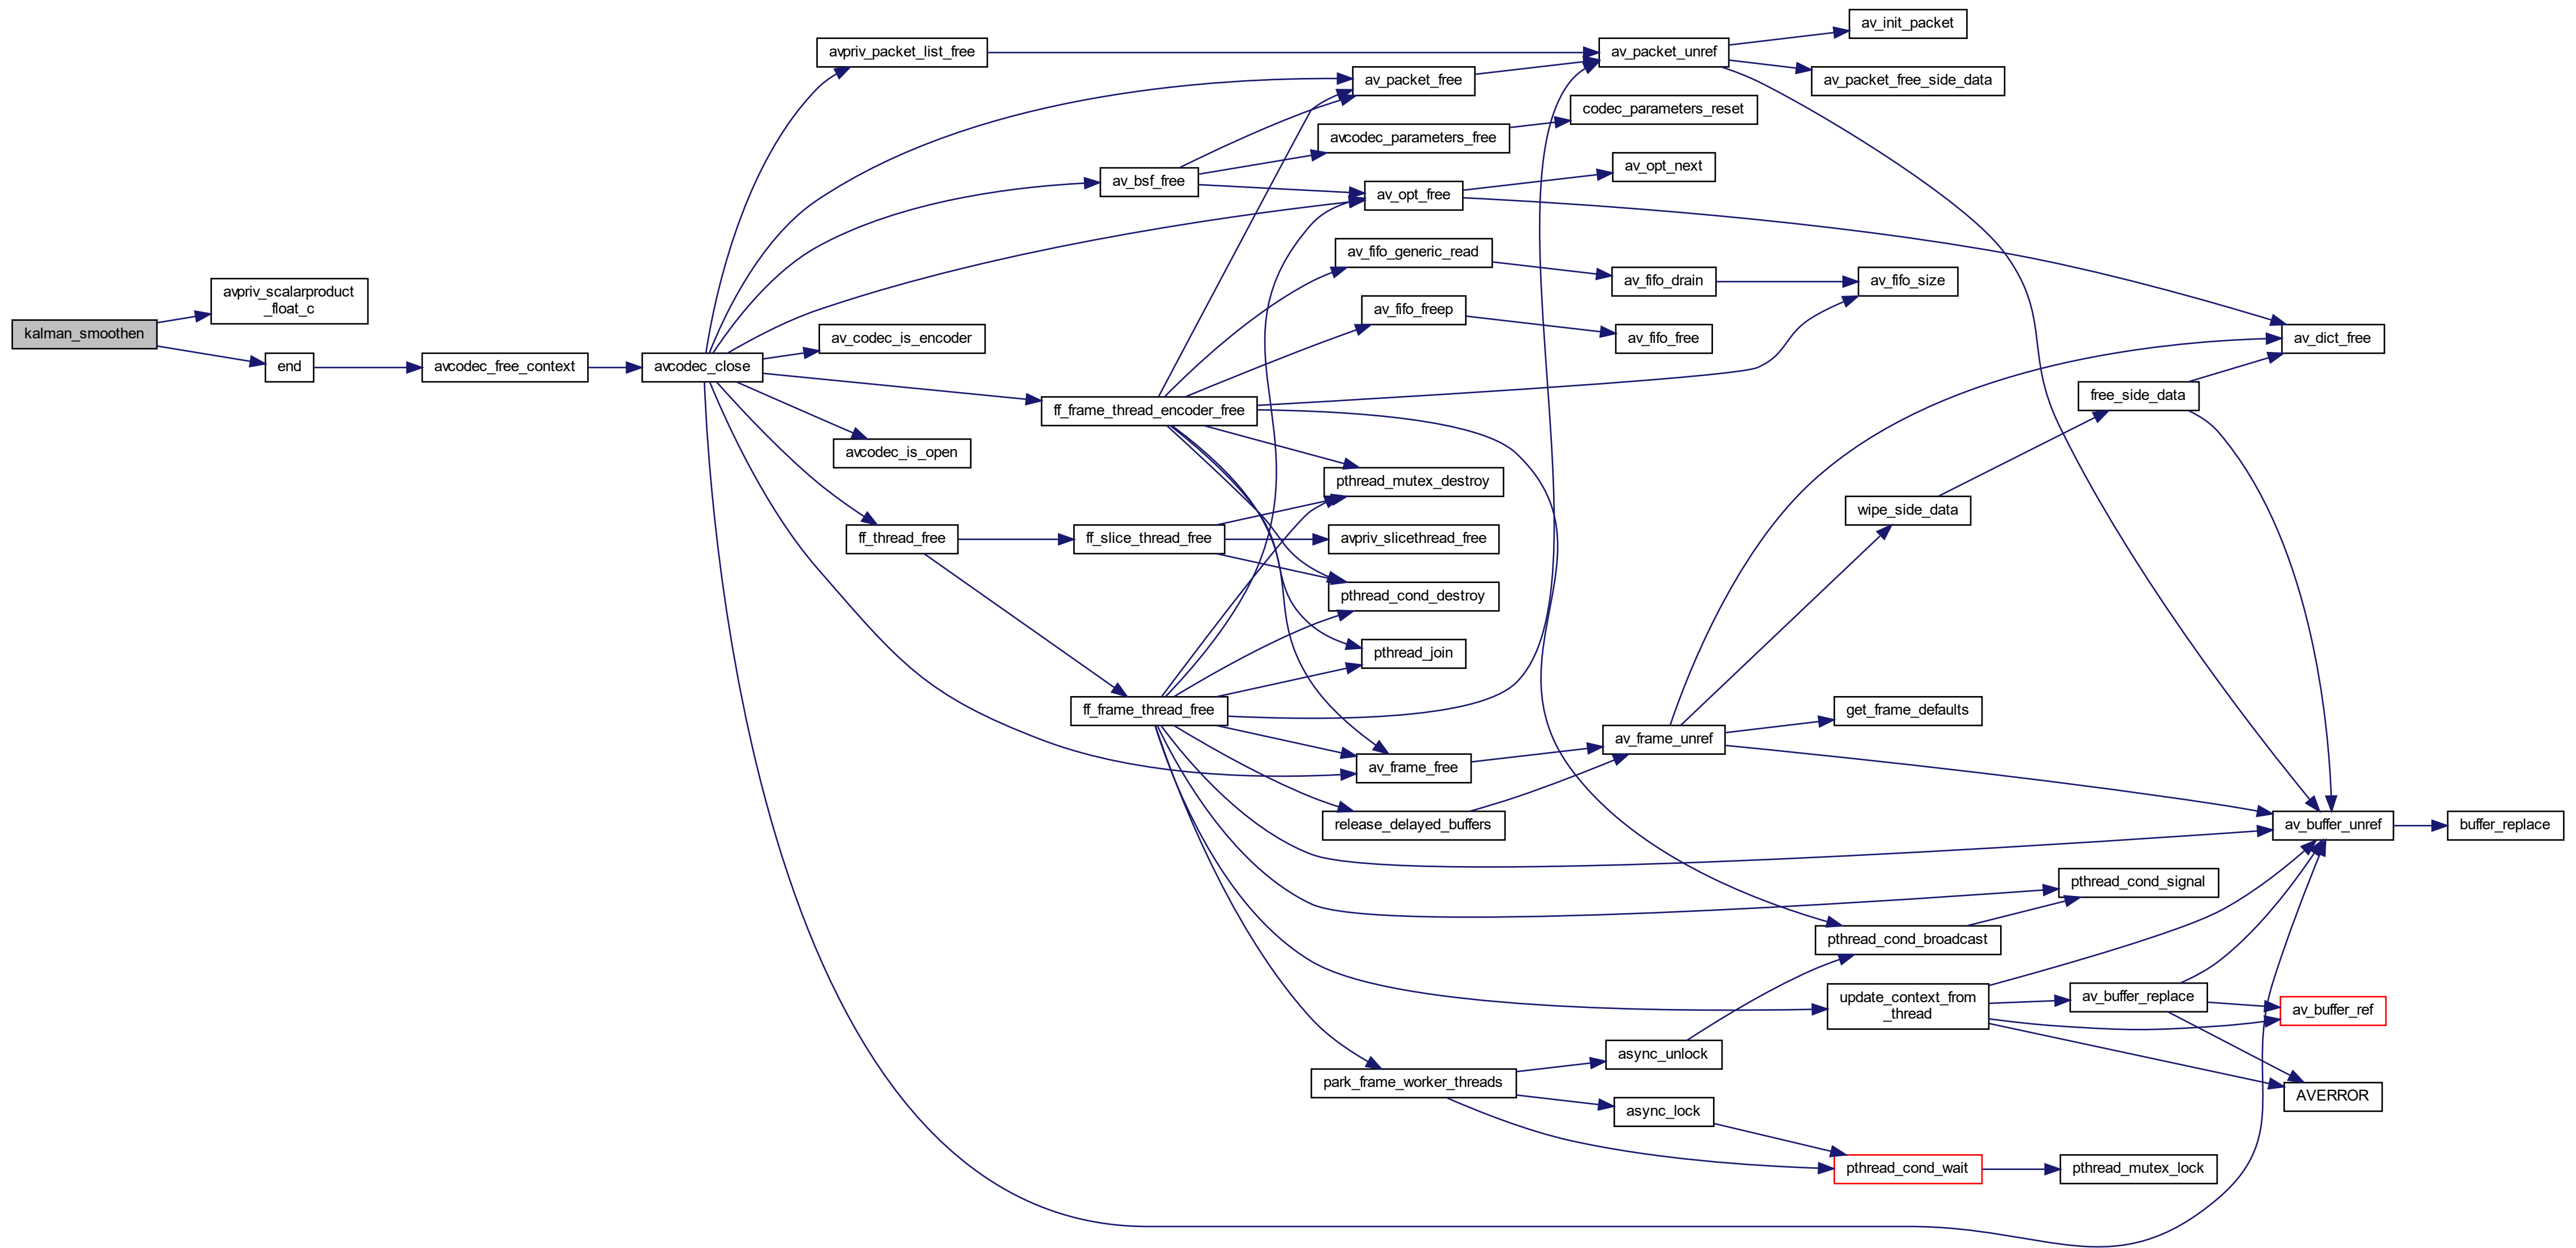 kalman_smoothen
avpriv_scalarproduct
_float_c
end
avcodec_free_context
avcodec_close
avpriv_packet_list_free
av_codec_is_encoder
avcodec_is_open
ff_thread_free
av_bsf_free
ff_frame_thread_encoder_free
ff_slice_thread_free
ff_frame_thread_free
av_packet_free
avcodec_parameters_free
av_opt_free
av_fifo_generic_read
av_fifo_freep
pthread_mutex_destroy
avpriv_slicethread_free
pthread_cond_destroy
pthread_join
av_frame_free
release_delayed_buffers
park_frame_worker_threads
av_packet_unref
codec_parameters_reset
av_opt_next
av_fifo_drain
av_fifo_free
av_frame_unref
async_unlock
async_lock
av_init_packet
av_packet_free_side_data
av_fifo_size
wipe_side_data
get_frame_defaults
pthread_cond_broadcast
update_context_from
_thread
pthread_cond_wait
free_side_data
pthread_cond_signal
av_buffer_replace
pthread_mutex_lock
av_dict_free
av_buffer_unref
av_buffer_ref
AVERROR
buffer_replace